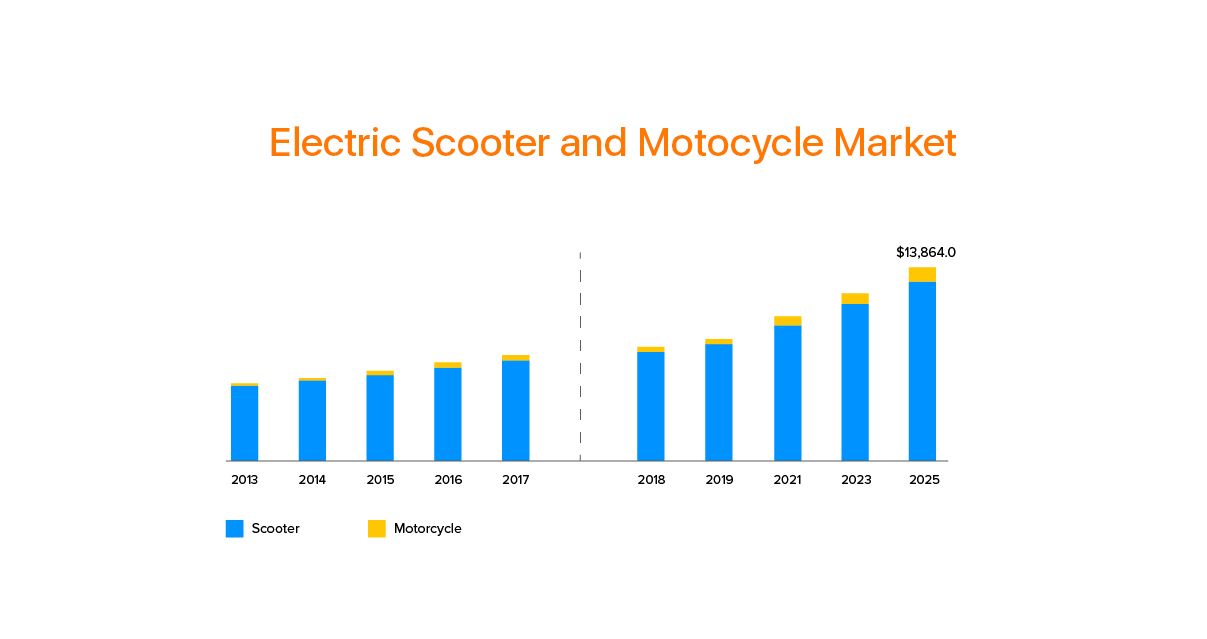 Electric Scooter and Motocycle Market
$13,864.0
2013 2014 2015 2016 2017 2018 2019 2021 2023 2025
Scooter Motorcycle